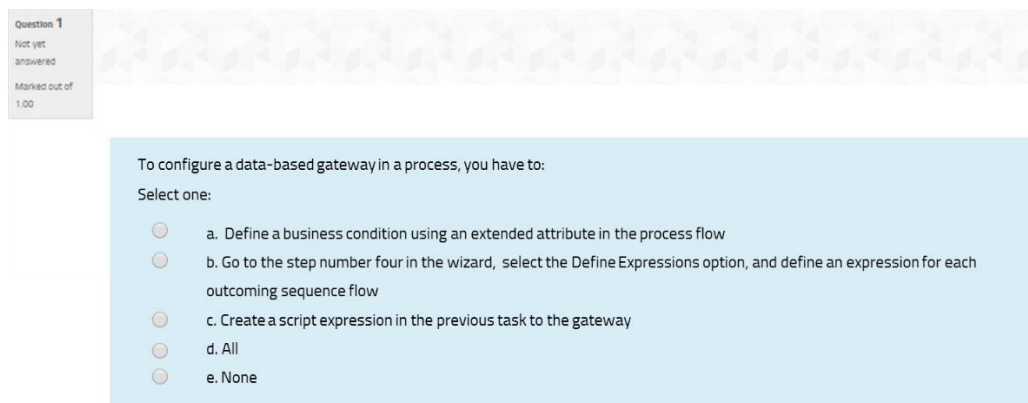 Question 1
Not yet
answered
Marked out of
1.00
To configure a data-based gateway in a process, you have to:
Select one:
a. Define a business condition using an extended attribute in the process flow
b. Go to the step number four in the wizard, select the Define Expressions option, and define an expression for each
outcoming sequence flow
c. Create a script expression in the previous task to the gateway
d. All
e. None